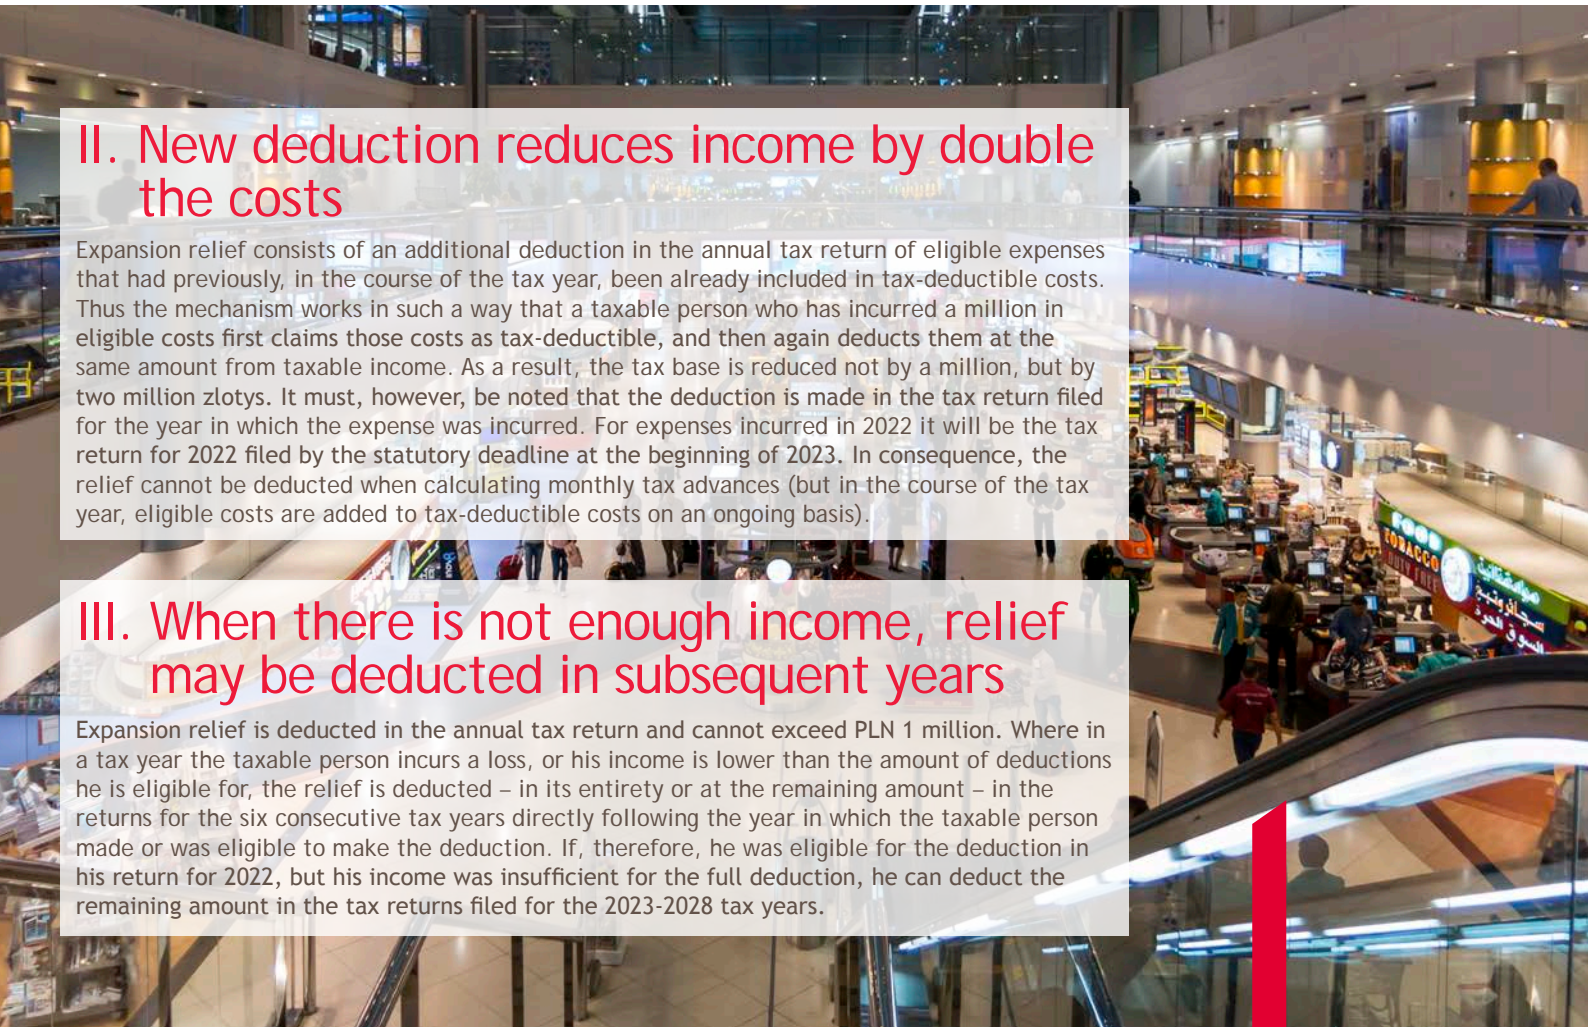 II. New deduction reduces income by double
the costs
Expansion relief consists of an additional deduction in the annual tax return of eligible expenses
that had previously, in the course of the tax year, been already included in tax-deductible costs.
Thus the mechanism works in such a way that a taxable person who has incurred a million in
eligible costs first claims those costs as tax-deductible, and then again deducts them at the
same amount from taxable income. As a result, the tax base is reduced not by a million, but by
two million zlotys. It must, however, be noted that the deduction is made in the tax return filed
for the year in which the expense was incurred. For expenses incurred in 2022 it will be the tax
return for 2022 filed by the statutory deadline at the beginning of 2023. In consequence, the
relief cannot be deducted when calculating monthly tax advances (but in the course of the tax
year, eligible costs are added to tax-deductible costs on an ongoing basis).
III. When there is not enough income, relief
may be deducted in subsequent years
Expansion relief is deducted in the annual tax return and cannot exceed PLN 1 million. Where in
a tax year the taxable person incurs a loss, or his income is lower than the amount of deductions
he is eligible for, the relief is deducted – in its entirety or at the remaining amount – in the
returns for the six consecutive tax years directly following the year in which the taxable person
made or was eligible to make the deduction. If, therefore, he was eligible for the deduction in
his return for 2022, but his income was insufficient for the full deduction, he can deduct the
remaining amount in the tax returns filed for the 2023-2028 tax years.
FOOD
TOBACCO
DUTY FREE
السوق الحرة